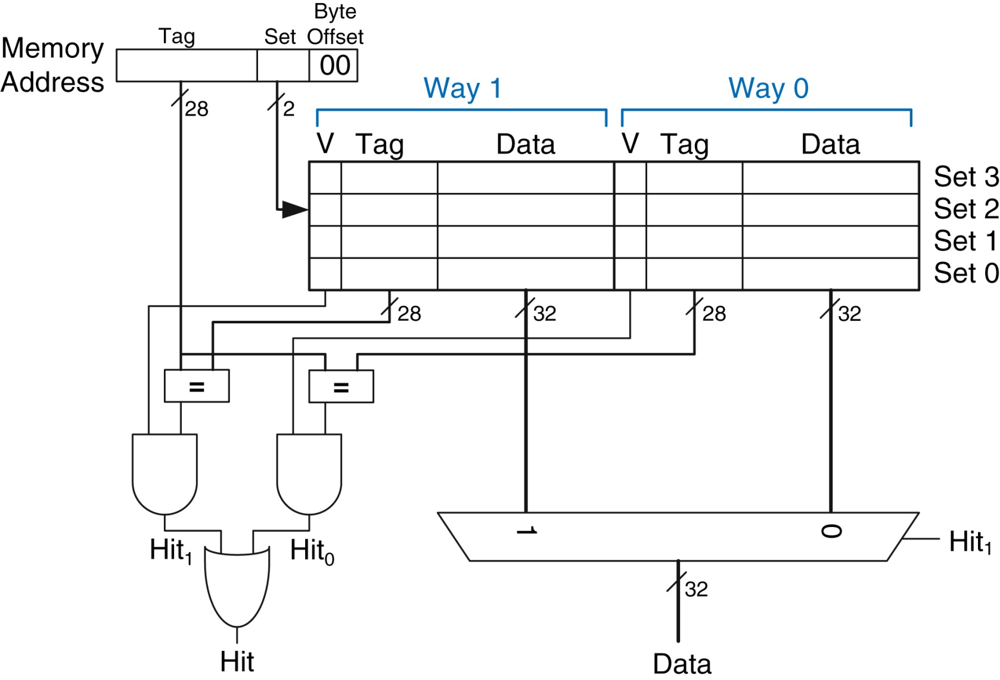 Byte
Tag Set Offset
Memory
Address
00
28
2
Way 1 Way 0
V Tag Data V Tag Data
Set 3
Set 2
Set 1
Set 0
28 32 28 32
= =
1 0
Hit1 Hit0 Hit1
32
Hit Data